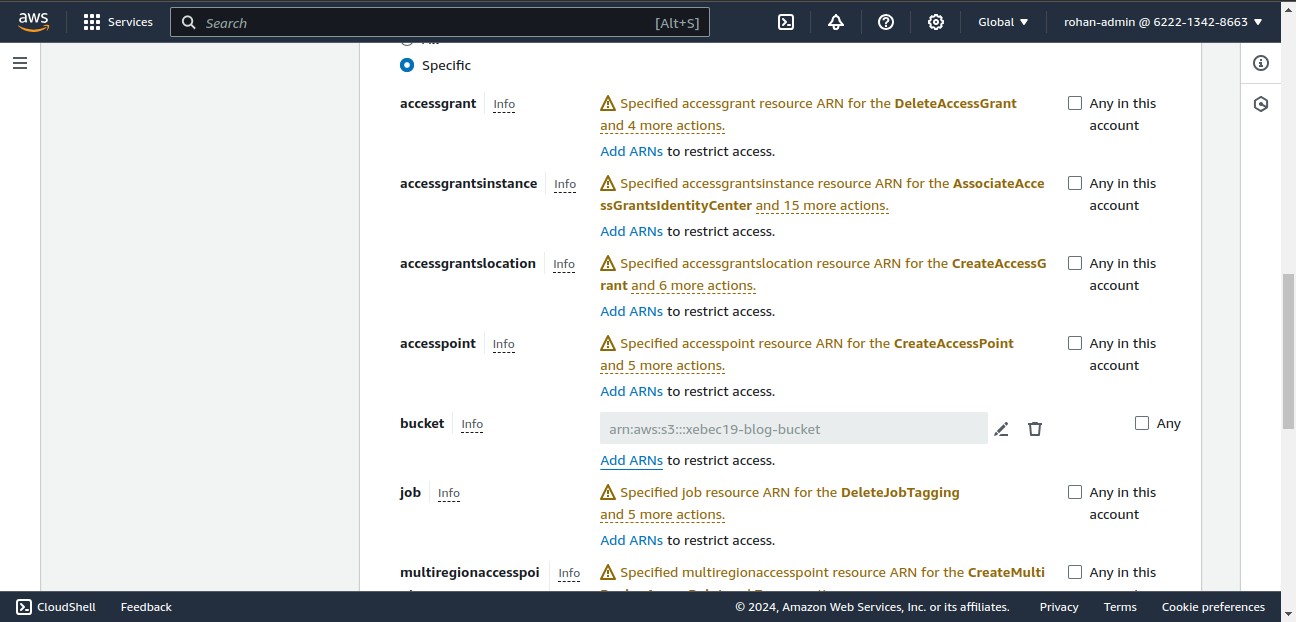 aws
Services
Search
[Alt+S]
Global
rohan-admin @ 6222-1342-8663
Specific
accessgrant
Info
Specified accessgrant resource ARN for the DeleteAccessGrant
and 4 more actions.
Add ARNs to restrict access.
Any in this
account
accessgrantsinstance
Info
Specified accessgrantsinstance resource ARN for the AssociateAcce
ssGrantsIdentityCenter and 15 more actions.
Add ARNs to restrict access.
Any in this
account
accessgrantslocation
Info
Specified accessgrantslocation resource ARN for the CreateAccessG
rant and 6 more actions.
Add ARNs to restrict access.
Any in this
account
accesspoint
Info
Specified accesspoint resource ARN for the CreateAccessPoint
and 5 more actions.
Add ARNs to restrict access.
Any in this
account
bucket
Info
arn:aws:s3:::xebec19-blog-bucket
Any
Add ARNs to restrict access.
job
Info
Specified job resource ARN for the DeleteJobTagging
and 5 more actions.
Add ARNs to restrict access.
Any in this
account
multiregionaccesspoi
Info
Specified multiregionaccesspoint resource ARN for the CreateMulti
Any in this
CloudShell
Feedback
© 2024, Amazon Web Services, Inc. or its affiliates.
Privacy
Terms
Cookie preferences